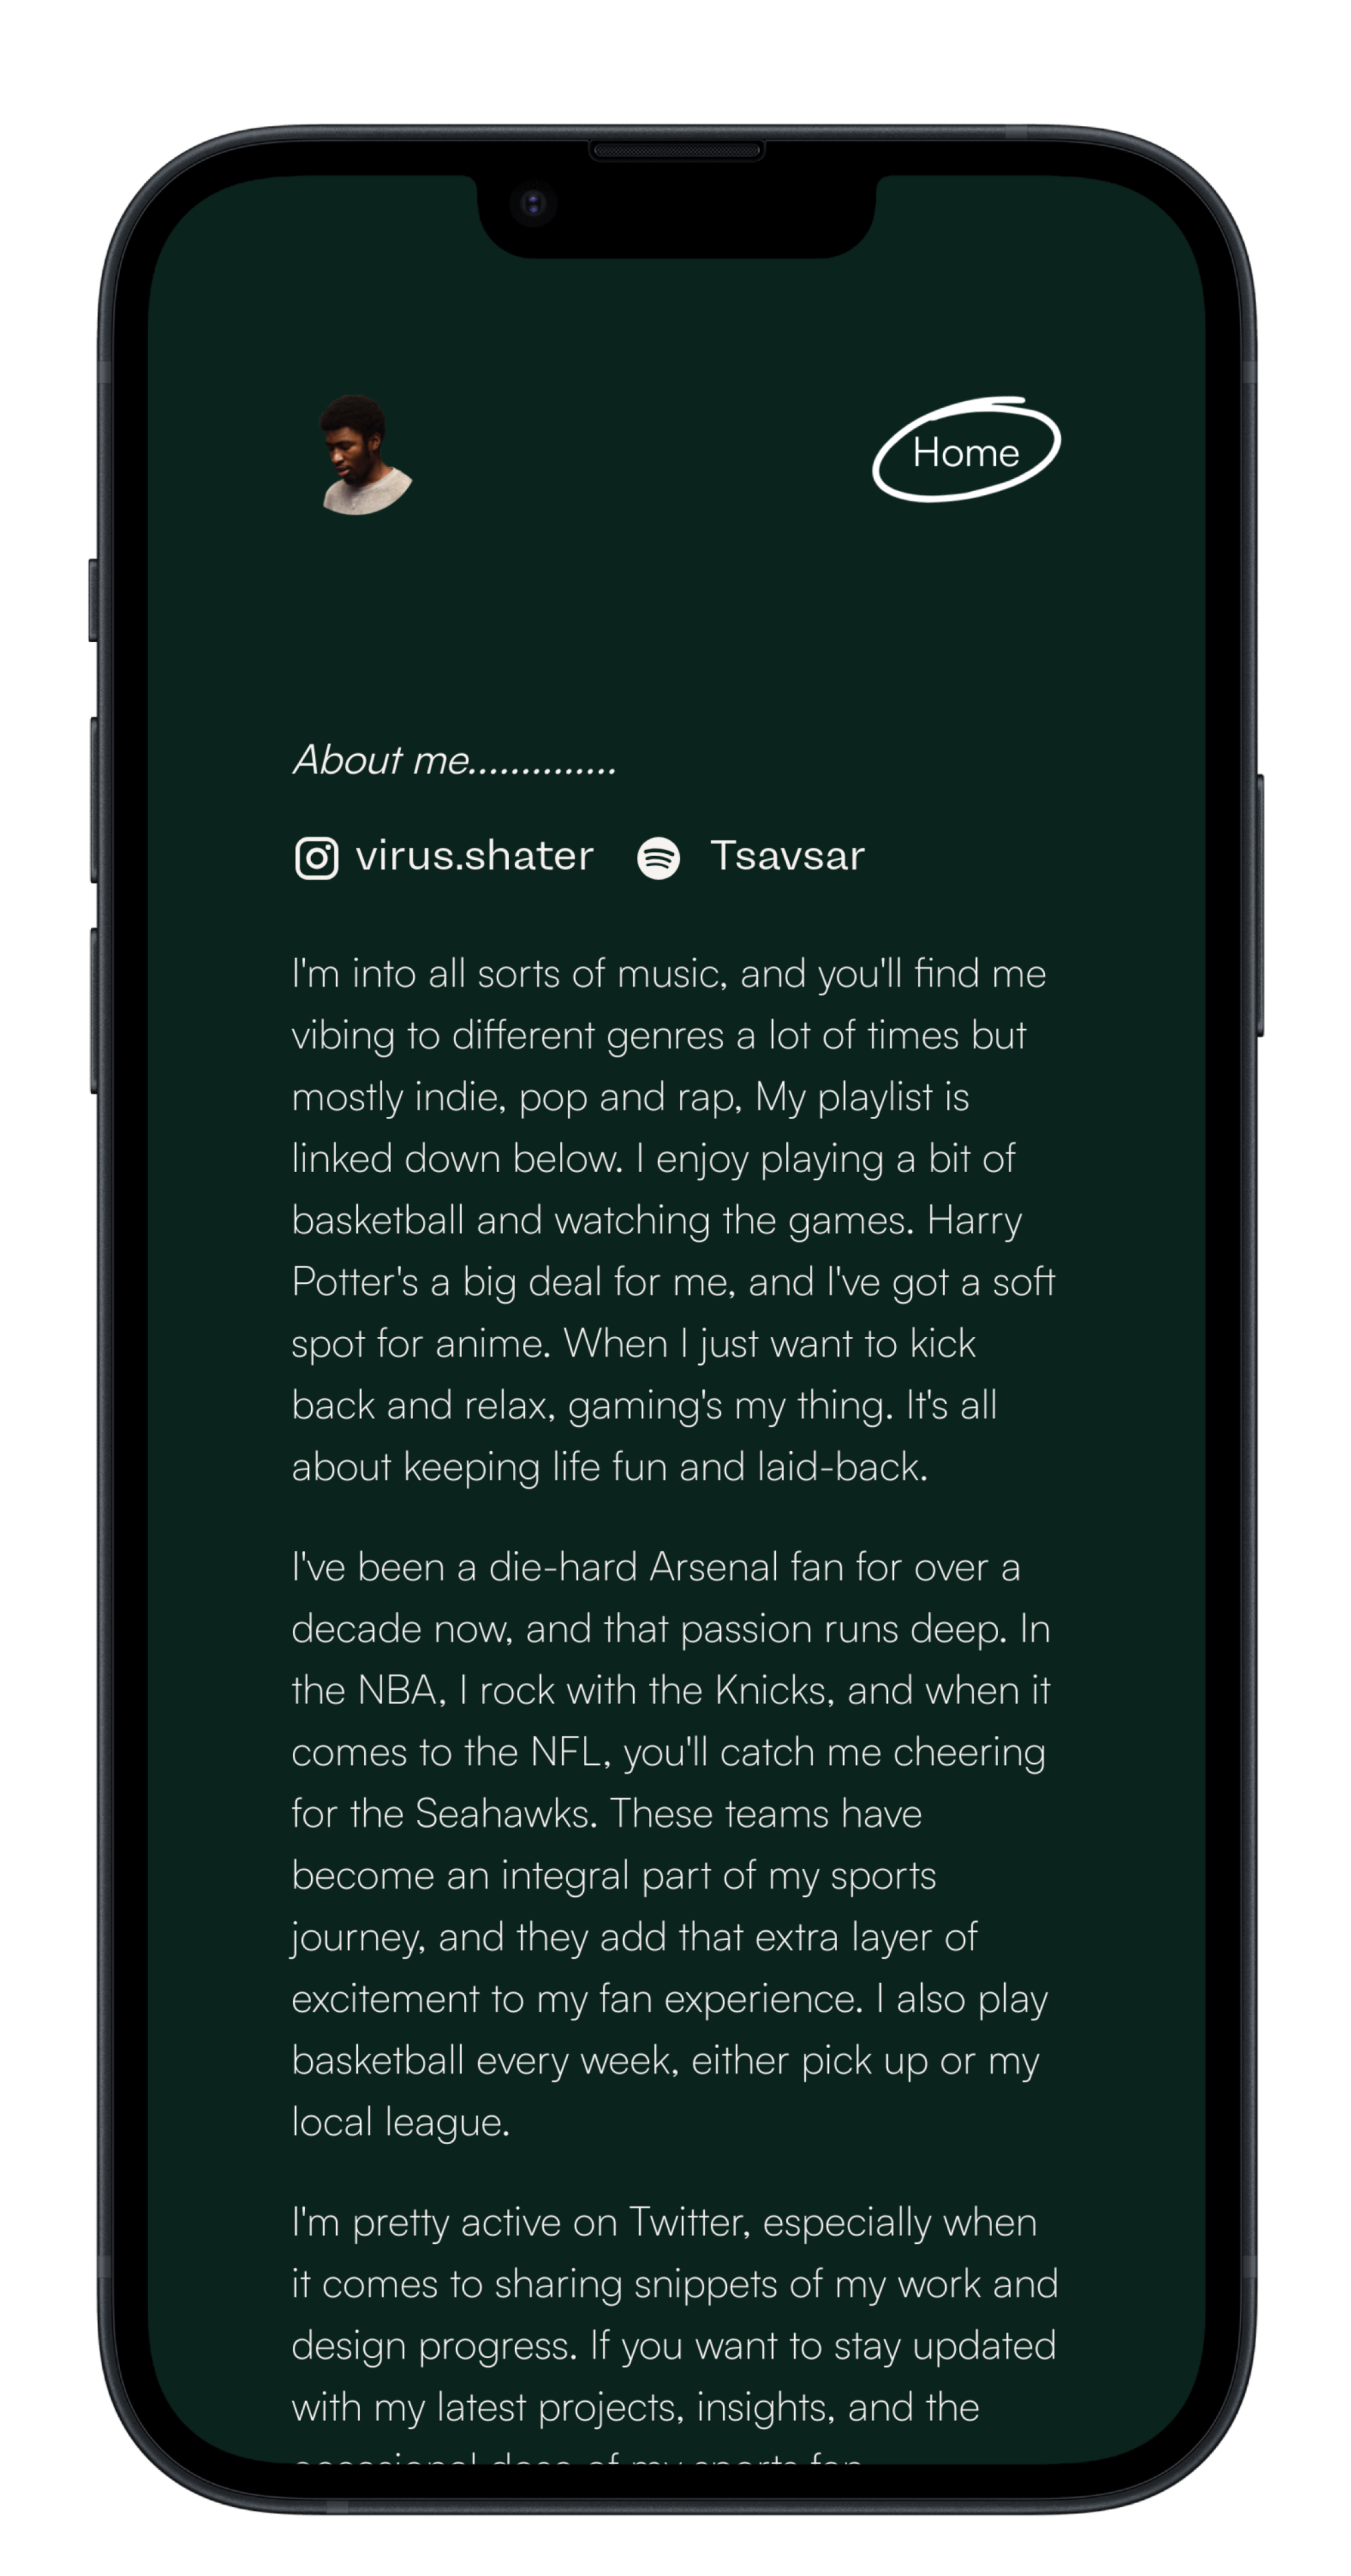 Home
About me..............
virus.shater Tsavsar
I'm into all sorts of music, and you'll find me
vibing to different genres a lot of times but
mostly indie, pop and rap, My playlist is
linked down below. I enjoy playing a bit of
basketball and watching the games. Harry
Potter's a big deal for me, and I've got a soft
spot for anime. When I just want to kick
back and relax, gaming's my thing. It's all
about keeping life fun and laid-back.
I've been a die-hard Arsenal fan for over a
decade now, and that passion runs deep. In
the NBA, I rock with the Knicks, and when it
comes to the NFL, you'll catch me cheering
for the Seahawks. These teams have
become an integral part of my sports
journey, and they add that extra layer of
excitement to my fan experience. I also play
basketball every week, either pick up or my
local league.
I'm pretty active on Twitter, especially when
it comes to sharing snippets of my work and
design progress. If you want to stay updated
with my latest projects, insights, and the
occasional dose of my sports fan